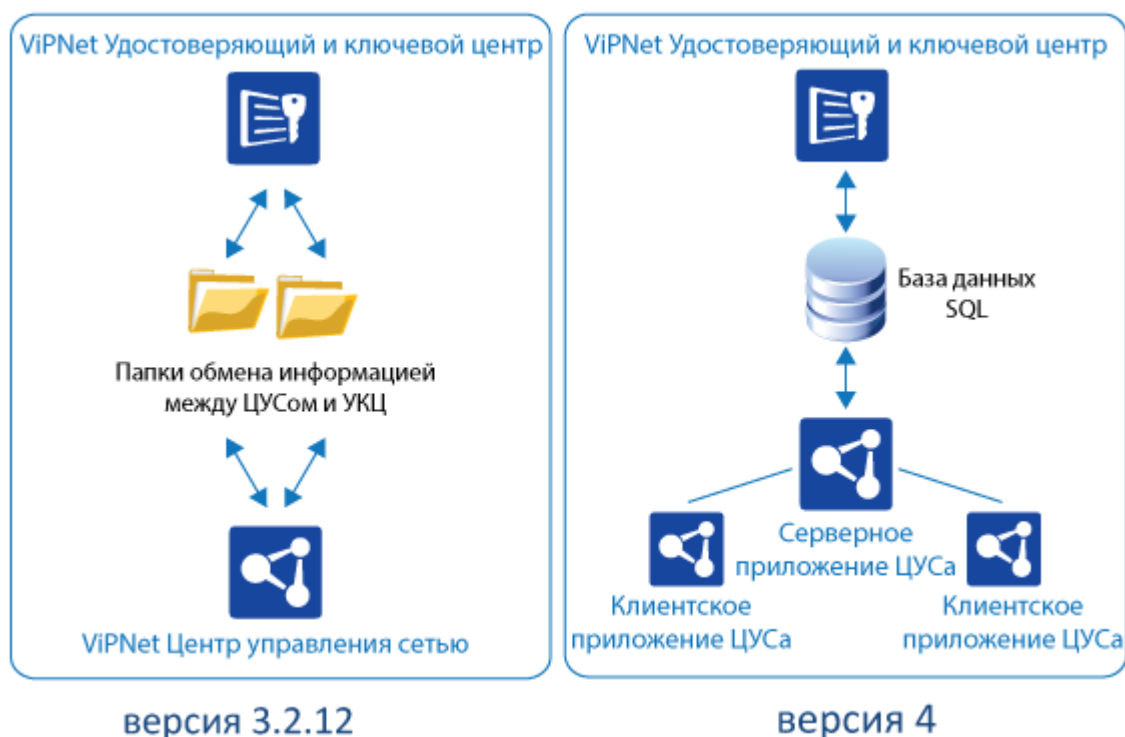 ViPNet Удостоверяющий и ключевой центр
Папки обмена информацией
между ЦУСом и УКЦ
ViPNet Центр управления сетью
версия 3.2.12
ViPNet Удостоверяющий и ключевой центр
База данных
SQL
Серверное
приложение ЦУСа
Клиентское
приложение ЦУСа
Клиентское
приложение ЦУСа
версия 4